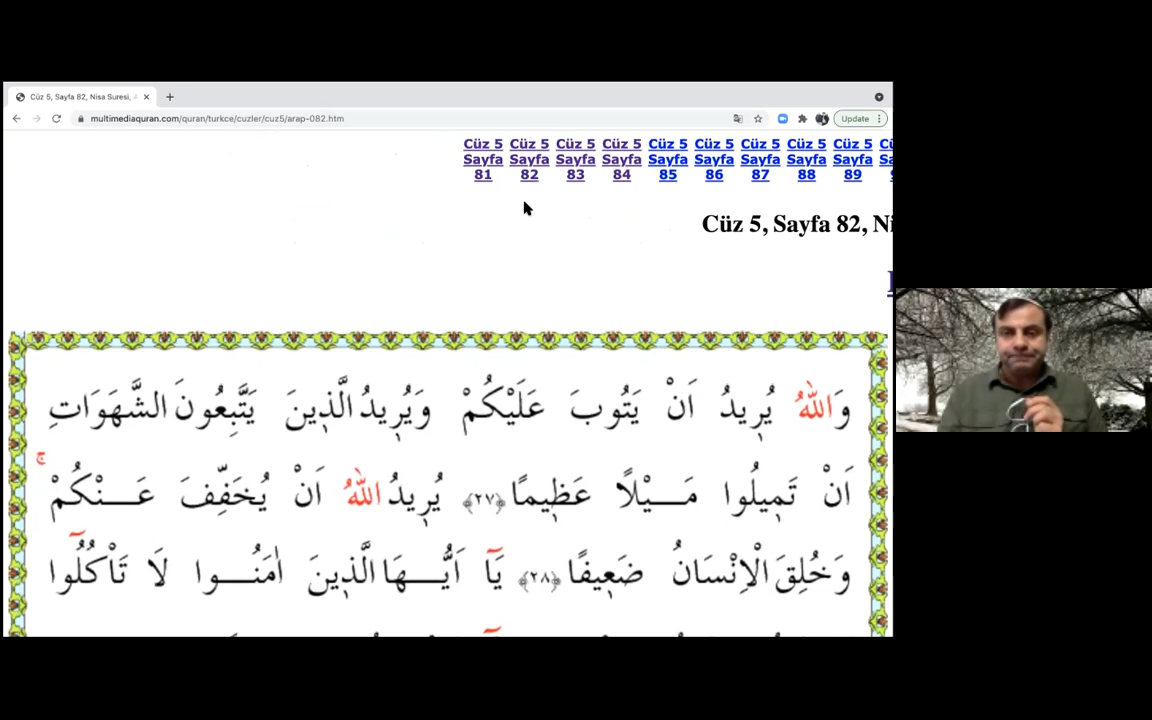 Cüz 5, Sayfa 82, Nisa Suresi, A
multimediaquran.com/quran/turkce/cuzler/cuz5/arap-082.htm
Update
Cüz 5 Cüz 5 Cüz 5 Cüz 5 Cüz 5 Cüz 5 Cüz 5 Cüz 5 Cüz 5 Cü
Sayfa Sayfa Sayfa Sayfa Sayfa Sayfa Sayfa Sayfa Sayfa S
81 82 83 84 85 86 87 88 89
Cüz 5, Sayfa 82, Ni
وَاللّٰهُ يُرِيدُ اَنْ يَتُوبَ عَلَيْكُمْ وَيُرِيدُ الَّذِينَ يَتَّبِعُونَ الشَّهَوَاتِ
اَنْ تَمِيلُوا مَيْلًا عَظِيمًا ﴿٢٧﴾ يُرِيدُ اللّٰهُ اَنْ يُخَفِّفَ عَنْكُمْ ۚ
وَخُلِقَ الْاِنْسَانُ ضَعِيفًا ﴿٢٨﴾ يَٓا اَيُّهَا الَّذِينَ اٰمَنُوا لَا تَأْكُلُٓوا